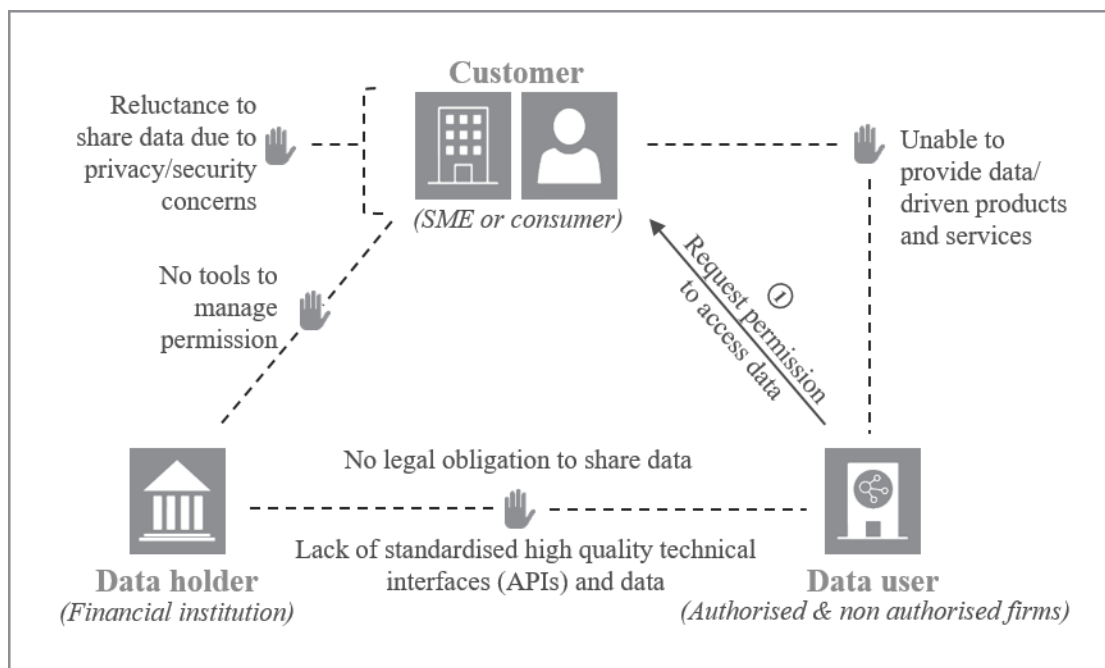 Customer
(SME or consumer)
Reluctance to
share data due to
privacy/security
concerns
Unable to
provide data/
driven products
and services
No tools to
manage
permission
①
Request permission
to access data
No legal obligation to share data
Lack of standardised high quality technical
interfaces (APIs) and data
Data holder
(Financial institution)
Data user
(Authorised & non authorised firms)